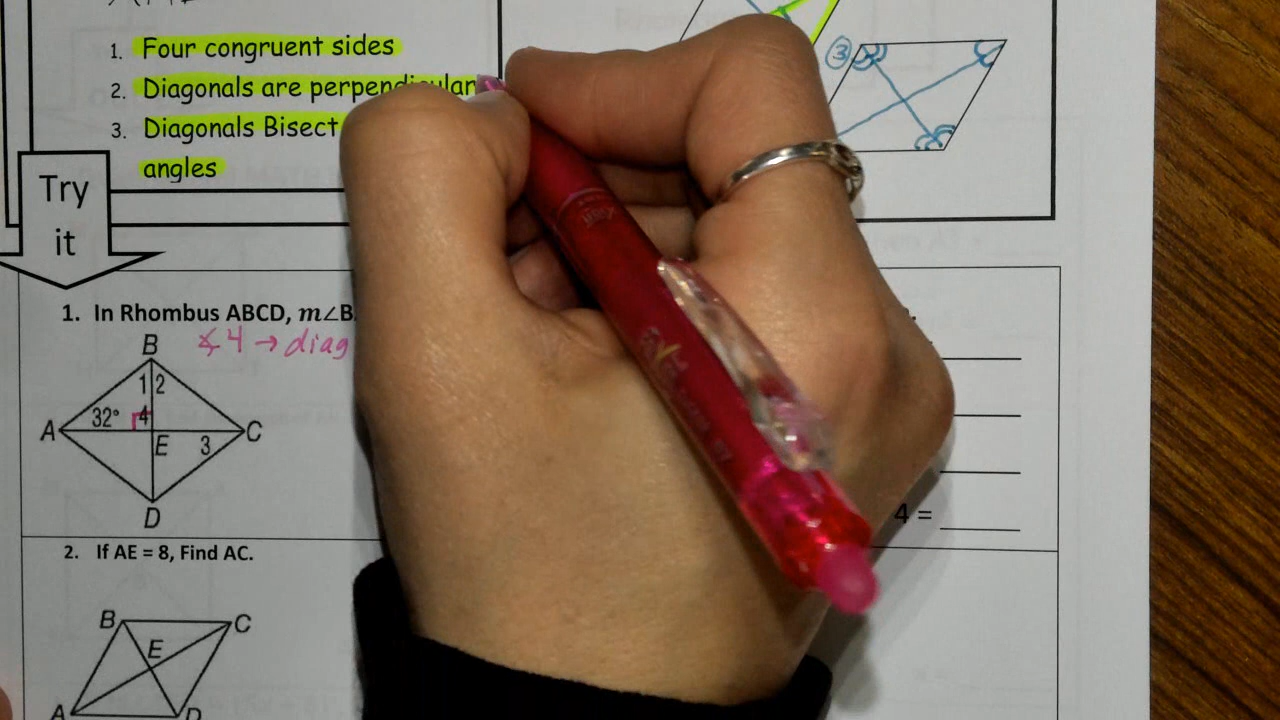 1. Four congruent sides
2. Diagonals are perpendicular
3. Diagonals Bisect
angles
3
Try
it
1. In Rhombus ABCD, m∠B
∡4 → diag
B
1 2
32° 4
A C
E 3
D
4 =
2. If AE = 8, Find AC.
B C
E
A D